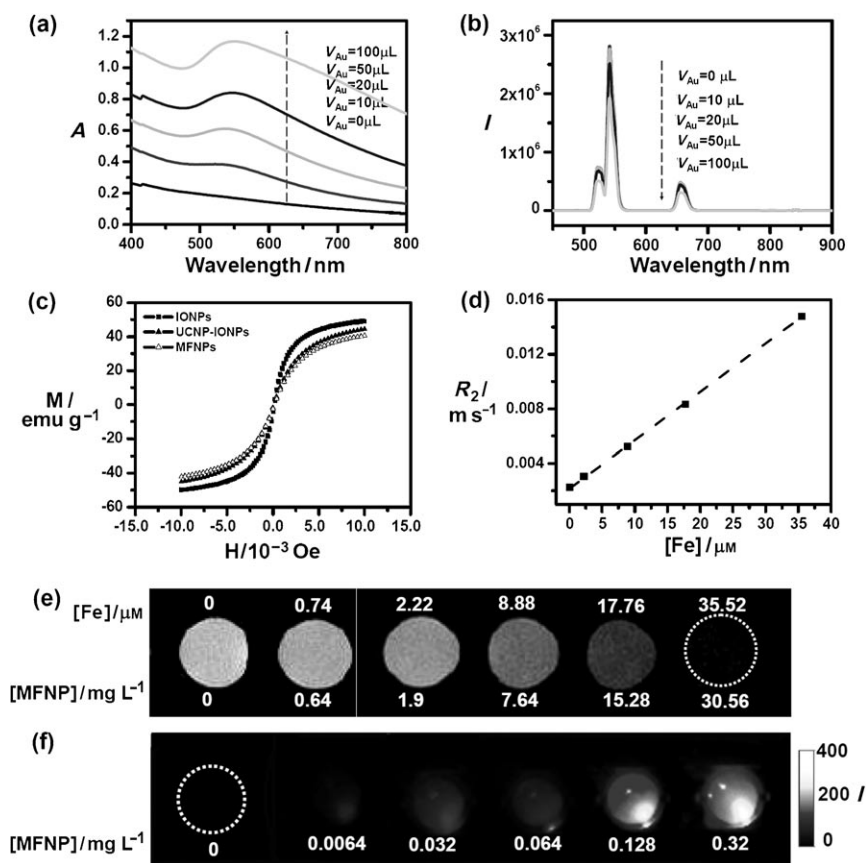 (a)
1.2
1.0
0.8
0.6
0.4
0.2
0.0
A
V_Au=100μL
V_Au=50μL
V_Au=20μL
V_Au=10μL
V_Au=0μL
400 500 600 700 800
Wavelength / nm
(b)
3x10⁶
2x10⁶
1x10⁶
0
I
V_Au=0 μL
V_Au=10 μL
V_Au=20μL
V_Au=50μL
V_Au=100μL
500 600 700 800 900
Wavelength / nm
(c)
60
40
20
0
-20
-40
-60
M /
emu g⁻¹
IONPs
UCNP-IONPs
MFNPs
-15.0 -10.0 -5.0 0.0 5.0 10.0 15.0
H/10⁻³ Oe
(d)
0.016
0.012
0.008
0.004
R₂ /
m s⁻¹
0 5 10 15 20 25 30 35 40
[Fe] / μM
(e)
[Fe]/μM 0 0.74 2.22 8.88 17.76 35.52
[MFNP]/mg L⁻¹ 0 0.64 1.9 7.64 15.28 30.56
(f)
400
200 I
0
[MFNP]/mg L⁻¹ 0 0.0064 0.032 0.064 0.128 0.32